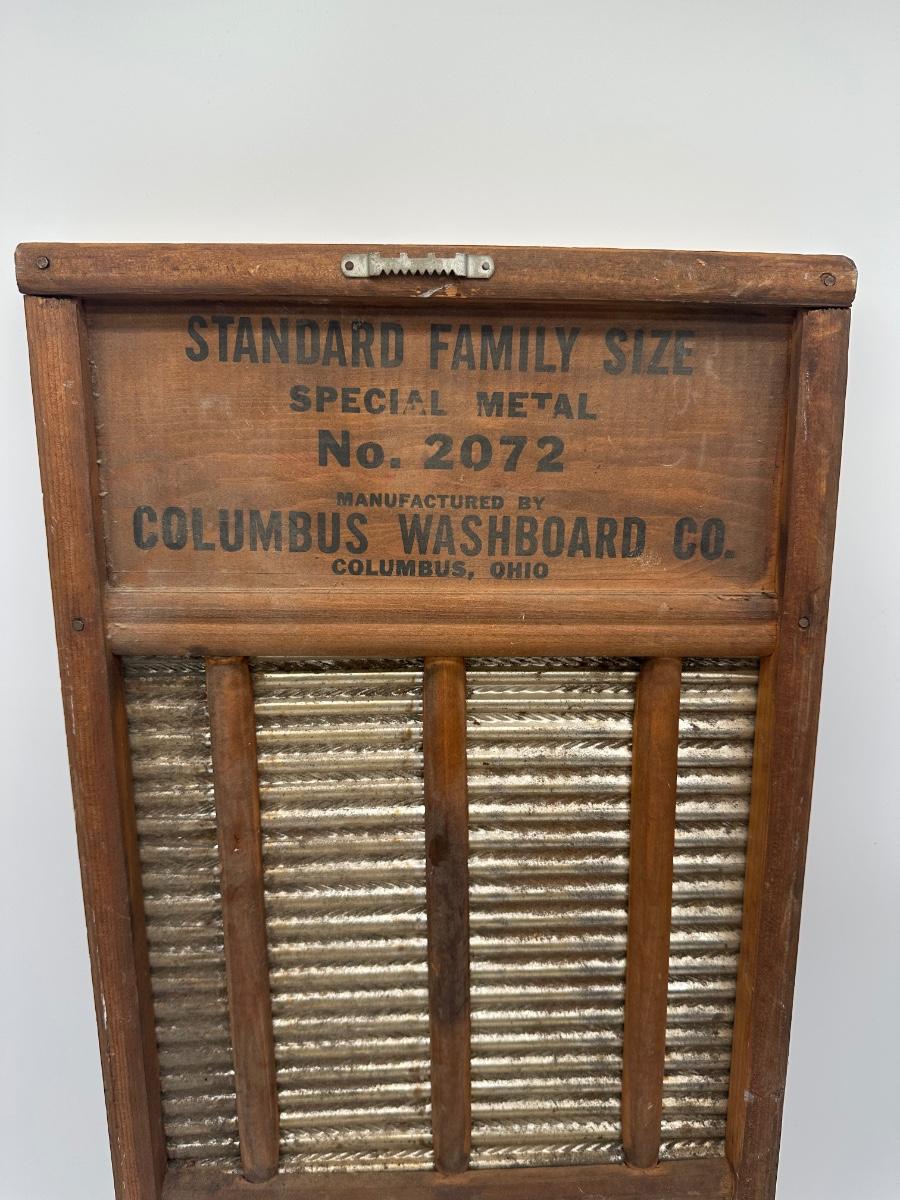 STANDARD FAMILY SIZE
SPECIAL METAL
No. 2072
MANUFACTURED BY
COLUMBUS WASHBOARD CO.
COLUMBUS, OHIO